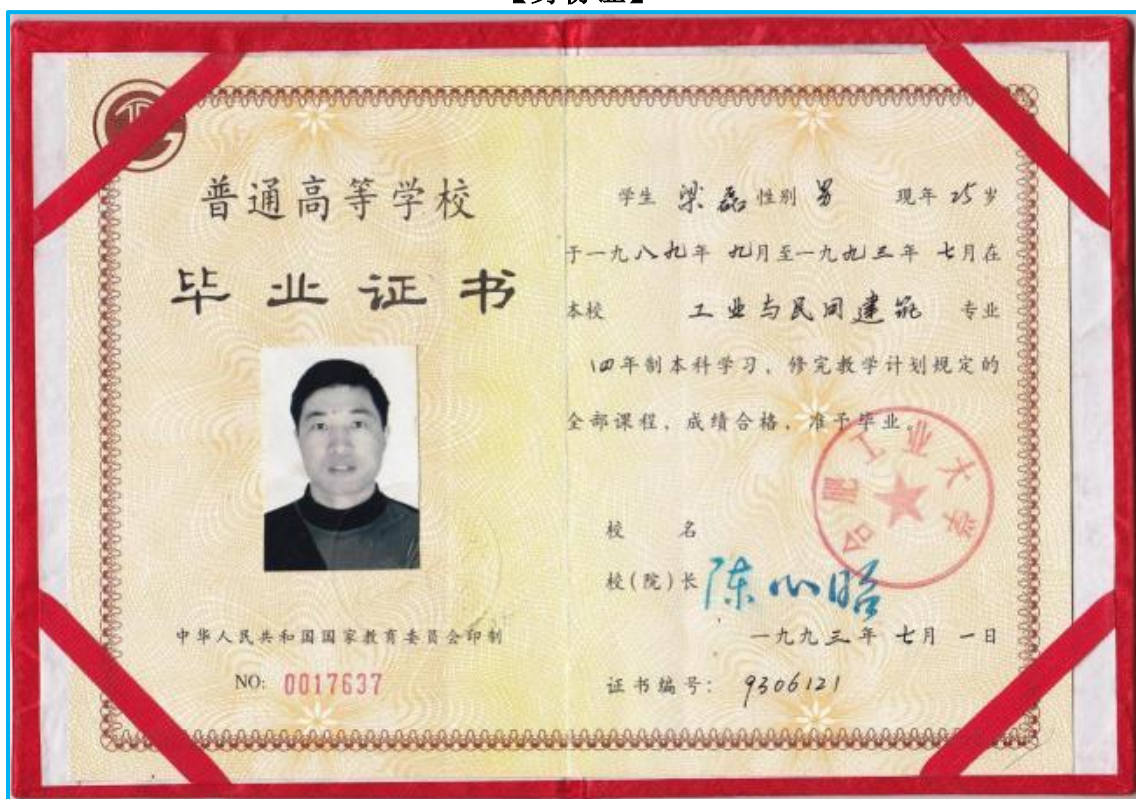 普通高等学校
毕业证书
中华人民共和国国家教育委员会印制
NO: 0017637
学生 梁磊 性别 男 现年 25 岁
于一九八九年 九月至一九九三年 七月在
本校 工业与民间建筑 专业
四年制本科学习，修完教学计划规定的
全部课程，成绩合格，准予毕业。
合肥工业大学
校 名
校(院)长 陈心昭
一九九三年 七月 一日
证书编号： 9306121